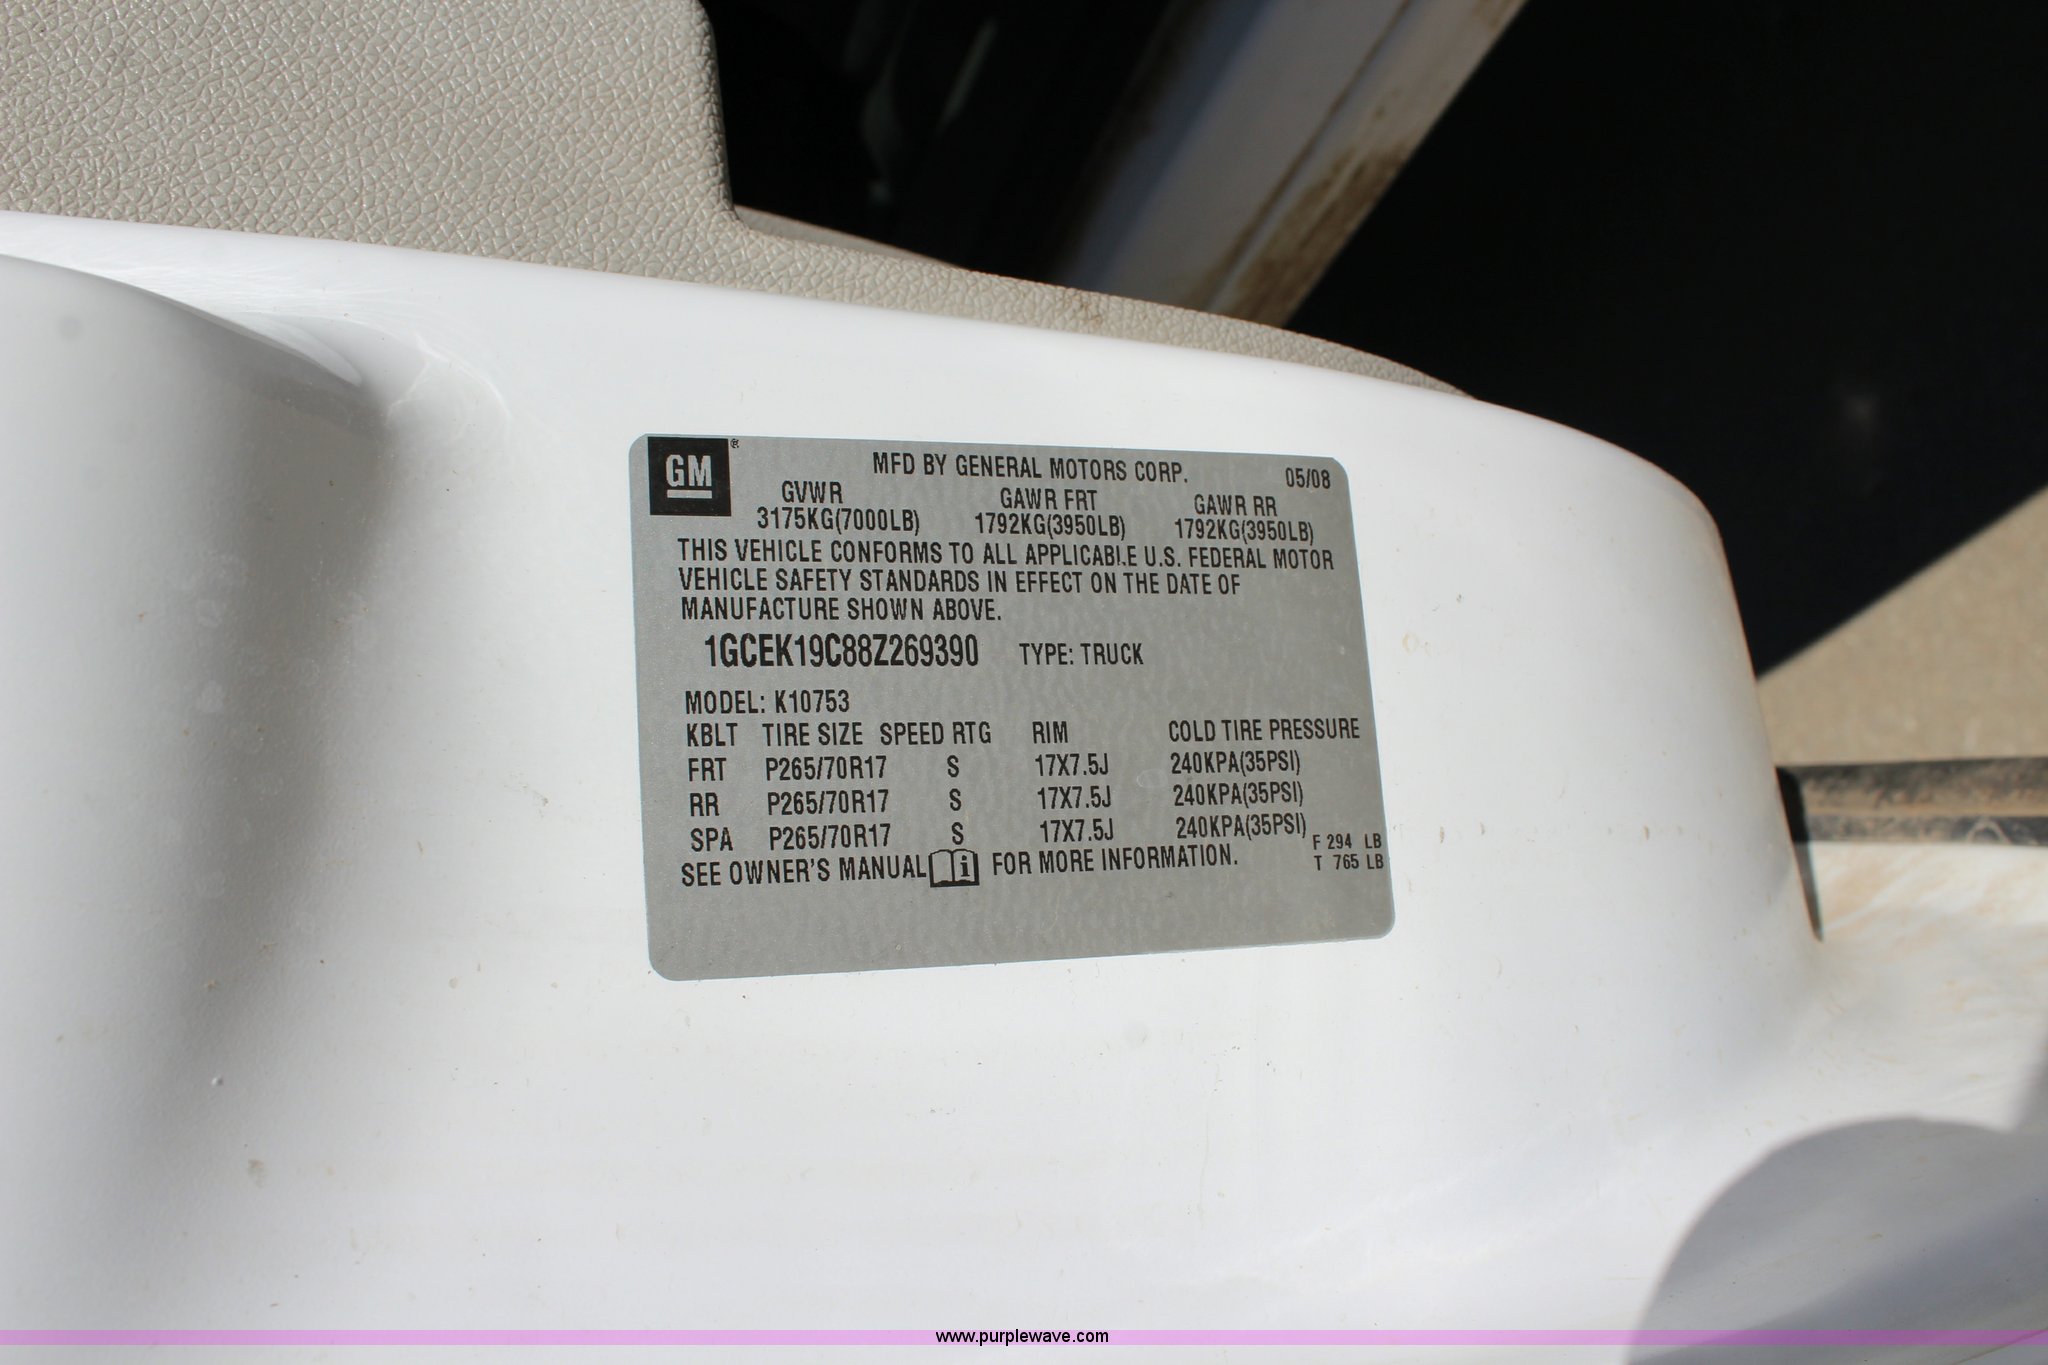 GM ®
MFD BY GENERAL MOTORS CORP. 05/08
GVWR GAWR FRT GAWR RR
3175KG(7000LB) 1792KG(3950LB) 1792KG(3950LB)
THIS VEHICLE CONFORMS TO ALL APPLICABLE U.S. FEDERAL MOTOR
VEHICLE SAFETY STANDARDS IN EFFECT ON THE DATE OF
MANUFACTURE SHOWN ABOVE.
1GCEK19C88Z269390 TYPE: TRUCK
MODEL: K10753
KBLT TIRE SIZE SPEED RTG RIM COLD TIRE PRESSURE
FRT P265/70R17 S 17X7.5J 240KPA(35PSI)
RR P265/70R17 S 17X7.5J 240KPA(35PSI)
SPA P265/70R17 S 17X7.5J 240KPA(35PSI)
SEE OWNER'S MANUAL i FOR MORE INFORMATION.
F 294 LB
T 765 LB
www.purplewave.com